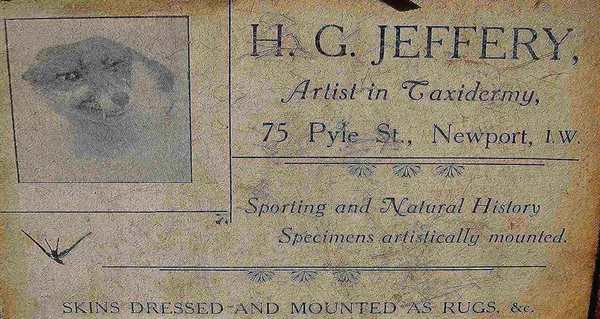 H. G. JEFFERY,
Artist in Taxidermy,
75 Pyle St., Newport, I.W.
Sporting and Natural History
Specimens artistically mounted.
SKINS DRESSED AND MOUNTED AS RUGS, &c.